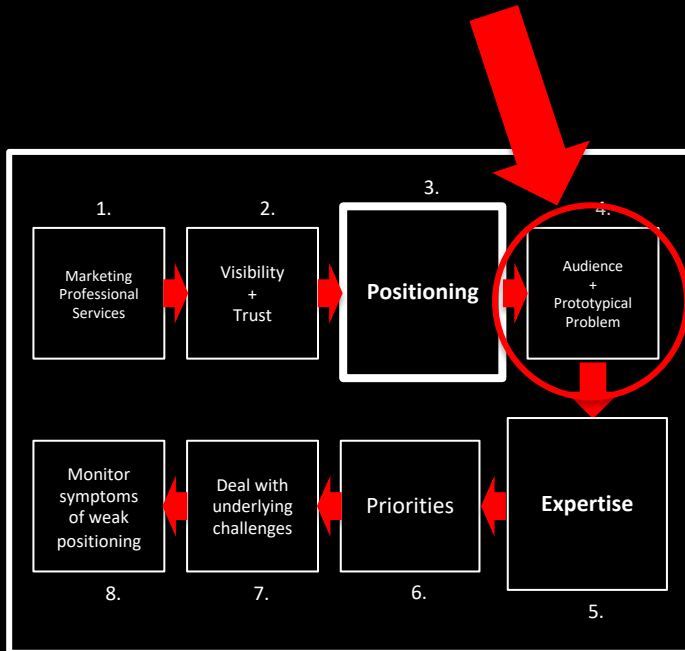 3.
1.
2.
4.
Marketing
Professional
Services
Visibility
+
Trust
Positioning
Audience
+
Prototypical
Problem
Monitor
symptoms
of weak
positioning
Deal with
underlying
challenges
Priorities
Expertise
8.
7.
6.
5.